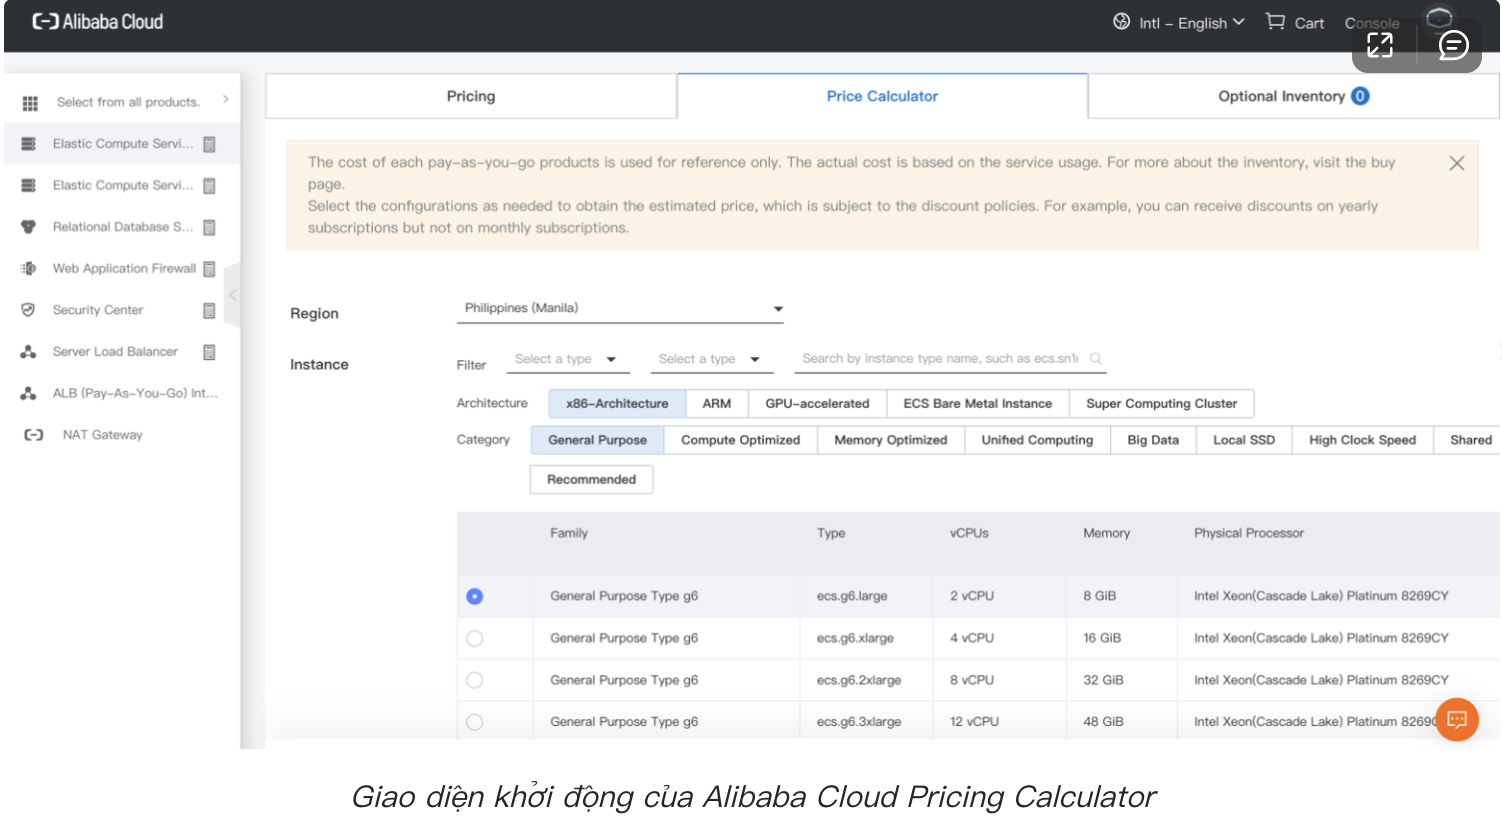 Alibaba Cloud
Intl – English
Cart
Console
Select from all products.
Elastic Compute Servi...
Elastic Compute Servi...
Relational Database S...
Web Application Firewall
Security Center
Server Load Balancer
ALB (Pay-As-You-Go) Int...
NAT Gateway
Pricing
Price Calculator
Optional Inventory 0
The cost of each pay-as-you-go products is used for reference only. The actual cost is based on the service usage. For more about the inventory, visit the buy
page.
Select the configurations as needed to obtain the estimated price, which is subject to the discount policies. For example, you can receive discounts on yearly
subscriptions but not on monthly subscriptions.
Region
Philippines (Manila)
Instance
Filter Select a type Select a type Search by instance type name, such as ecs.sn1
Architecture x86-Architecture ARM GPU-accelerated ECS Bare Metal Instance Super Computing Cluster
Category General Purpose Compute Optimized Memory Optimized Unified Computing Big Data Local SSD High Clock Speed Shared
Recommended
Family Type vCPUs Memory Physical Processor
General Purpose Type g6 ecs.g6.large 2 vCPU 8 GiB Intel Xeon(Cascade Lake) Platinum 8269CY
General Purpose Type g6 ecs.g6.xlarge 4 vCPU 16 GiB Intel Xeon(Cascade Lake) Platinum 8269CY
General Purpose Type g6 ecs.g6.2xlarge 8 vCPU 32 GiB Intel Xeon(Cascade Lake) Platinum 8269CY
General Purpose Type g6 ecs.g6.3xlarge 12 vCPU 48 GiB Intel Xeon(Cascade Lake) Platinum 8269
Giao diện khởi động của Alibaba Cloud Pricing Calculator